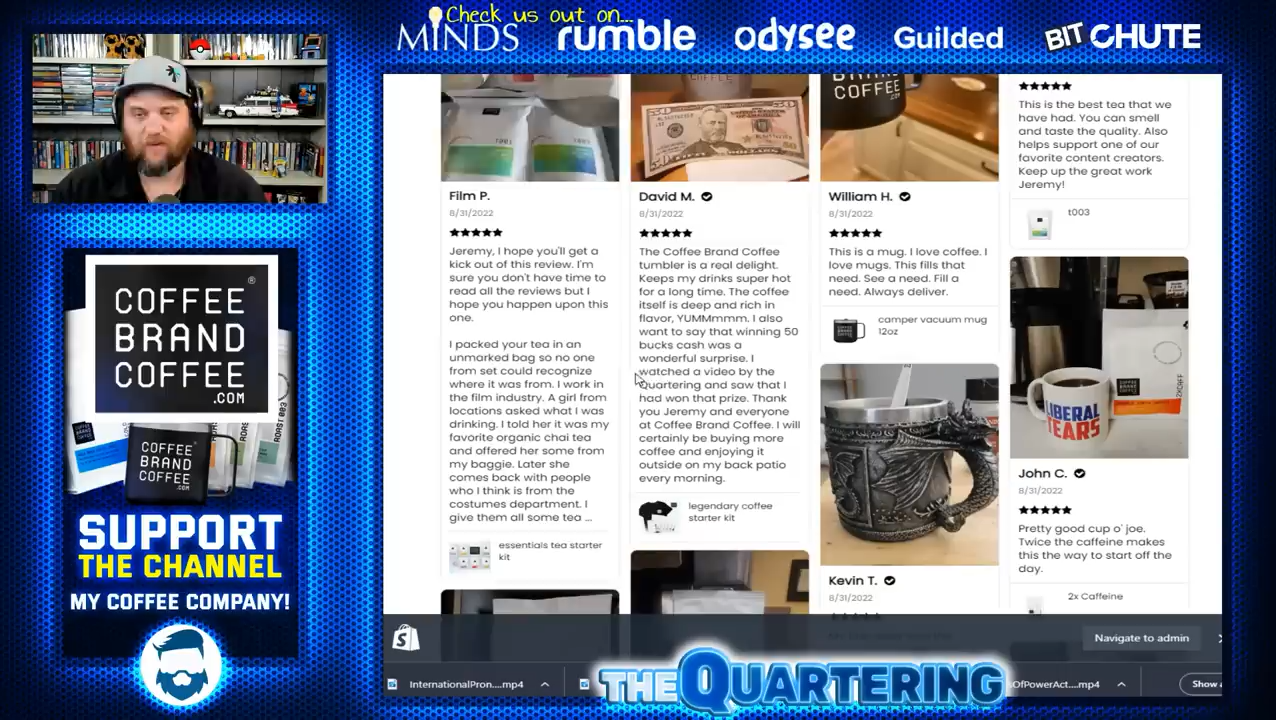 Check us out on...
MINDS rumble odysee Guilded BITCHUTE
COFFEE
BRAND
COFFEE
.COM
®
COFFEE
BRAND
COFFEE
.COM
ROAST003
SUPPORT
THE CHANNEL
MY COFFEE COMPANY!
Film P.
8/31/2022
★★★★★
Jeremy, I hope you'll get a
kick out of this review. I'm
sure you don't have time to
read all the reviews but I
hope you happen upon this
one.
I packed your tea in an
unmarked bag so no one
from set could recognize
where it was from. I work in
the film industry. A girl from
locations asked what I was
drinking. I told her it was my
favorite organic chai tea
and offered her some from
my baggie. Later she
comes back with people
who I think is from the
costumes department. I
give them all some tea ...
essentials tea starter
kit
50
David M.
8/31/2022
★★★★★
The Coffee Brand Coffee
tumbler is a real delight.
Keeps my drinks super hot
for a long time. The coffee
itself is deep and rich in
flavor, YUMMmmm. I also
want to say that winning 50
bucks cash was a
wonderful surprise. I
watched a video by the
Quartering and saw that I
had won that prize. Thank
you Jeremy and everyone
at Coffee Brand Coffee. I will
certainly be buying more
coffee and enjoying it
outside on my back patio
every morning.
legendary coffee
starter kit
COFFEE
William H.
8/31/2022
★★★★★
This is a mug. I love coffee. I
love mugs. This fills that
need. See a need. Fill a
need. Always deliver.
camper vacuum mug
12oz
Kevin T.
8/31/2022
★★★★★
This is the best tea that we
have had. You can smell
and taste the quality. Also
helps support one of our
favorite content creators.
Keep up the great work
Jeremy!
t003
LIBERAL
TEARS
John C.
8/31/2022
★★★★★
Pretty good cup o' joe.
Twice the caffeine makes
this the way to start off the
day.
2x Caffeine
Navigate to admin
InternationalPron....mp4
OfPowerAct....mp4
Show
THE QUARTERING